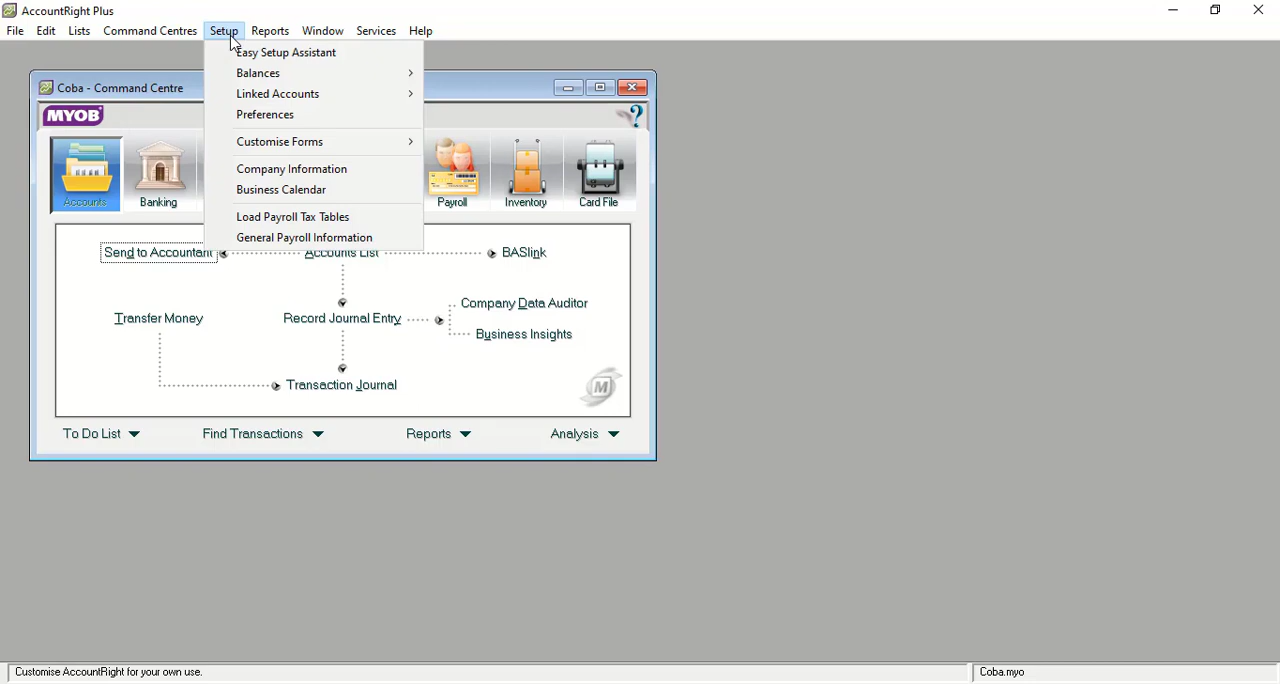 AccountRight Plus
File Edit Lists Command Centres Setup Reports Window Services Help
Easy Setup Assistant
Balances
Linked Accounts
Preferences
Customise Forms
Company Information
Business Calendar
Load Payroll Tax Tables
General Payroll Information
Coba - Command Centre
MYOB
Accounts Banking Payroll Inventory Card File
Send to Accountant Accounts List BASlink
Company Data Auditor
Transfer Money Record Journal Entry
Business Insights
Transaction Journal
M
To Do List Find Transactions Reports Analysis
Customise AccountRight for your own use. Coba.myo